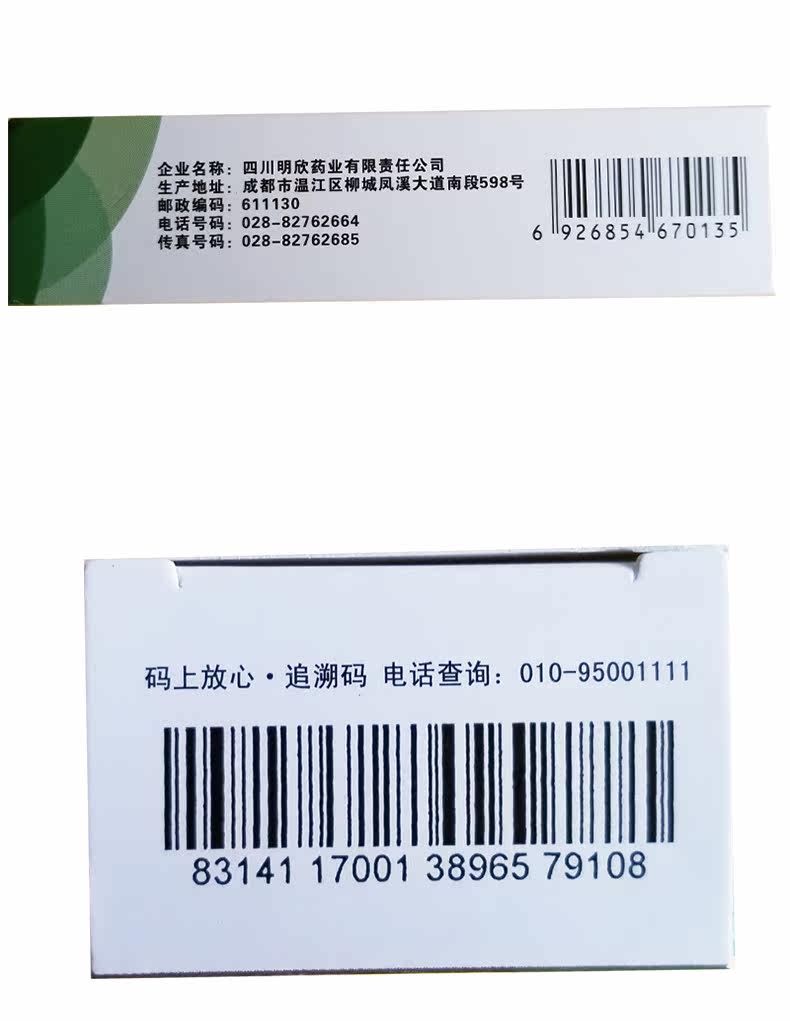 企业名称：四川明欣药业有限责任公司
生产地址：成都市温江区柳城凤溪大道南段598号
邮政编码：611130
电话号码：028-82762664
传真号码：028-82762685
6 926854 670135
码上放心·追溯码 电话查询：010-95001111
83141 17001 38965 79108